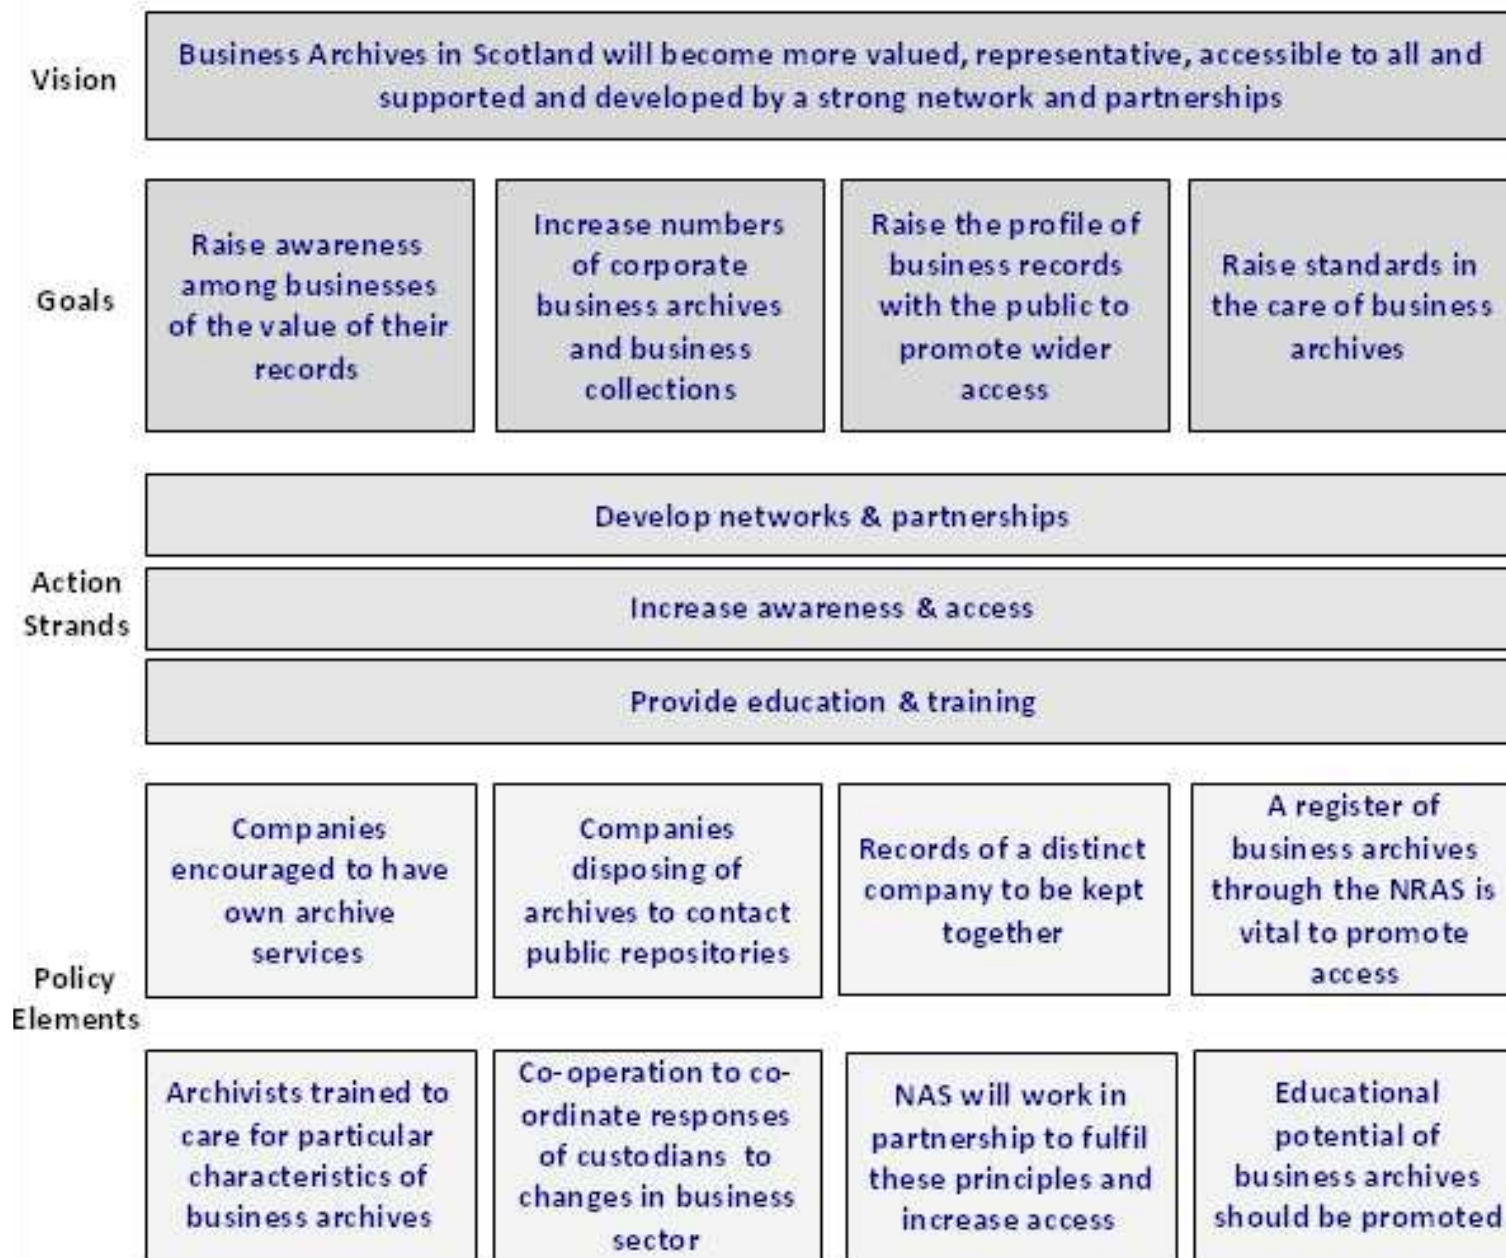 Vision
Business Archives in Scotland will become more valued, representative, accessible to all and
supported and developed by a strong network and partnerships
Goals
Raise awareness
among businesses
of the value of their
records
Increase numbers
of corporate
business archives
and business
collections
Raise the profile of
business records
with the public to
promote wider
access
Raise standards in
the care of business
archives
Action
Strands
Develop networks & partnerships
Increase awareness & access
Provide education & training
Policy
Elements
Companies
encouraged to have
own archive
services
Companies
disposing of
archives to contact
public repositories
Records of a distinct
company to be kept
together
A register of
business archives
through the NRAS is
vital to promote
access
Archivists trained to
care for particular
characteristics of
business archives
Co-operation to co-
ordinate responses
of custodians to
changes in business
sector
NAS will work in
partnership to fulfil
these principles and
increase access
Educational
potential of
business archives
should be promoted